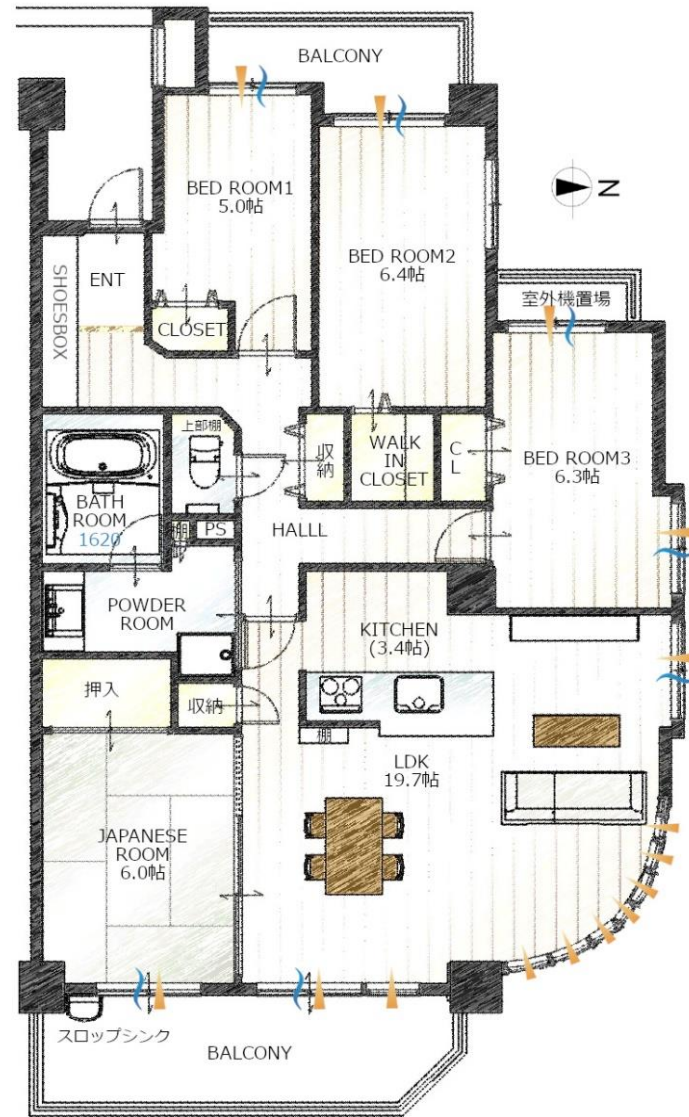 BALCONY
BED ROOM1
5.0帖
N
BED ROOM2
6.4帖
ENT
SHOESBOX
室外機置場
CLOSET
上部棚
収納
WALK
IN
CLOSET
CL
BED ROOM3
6.3帖
BATH
ROOM
1620
棚
PS
HALLL
POWDER
ROOM
KITCHEN
(3.4帖)
押入
収納
棚
LDK
19.7帖
JAPANESE
ROOM
6.0帖
スロップシンク
BALCONY